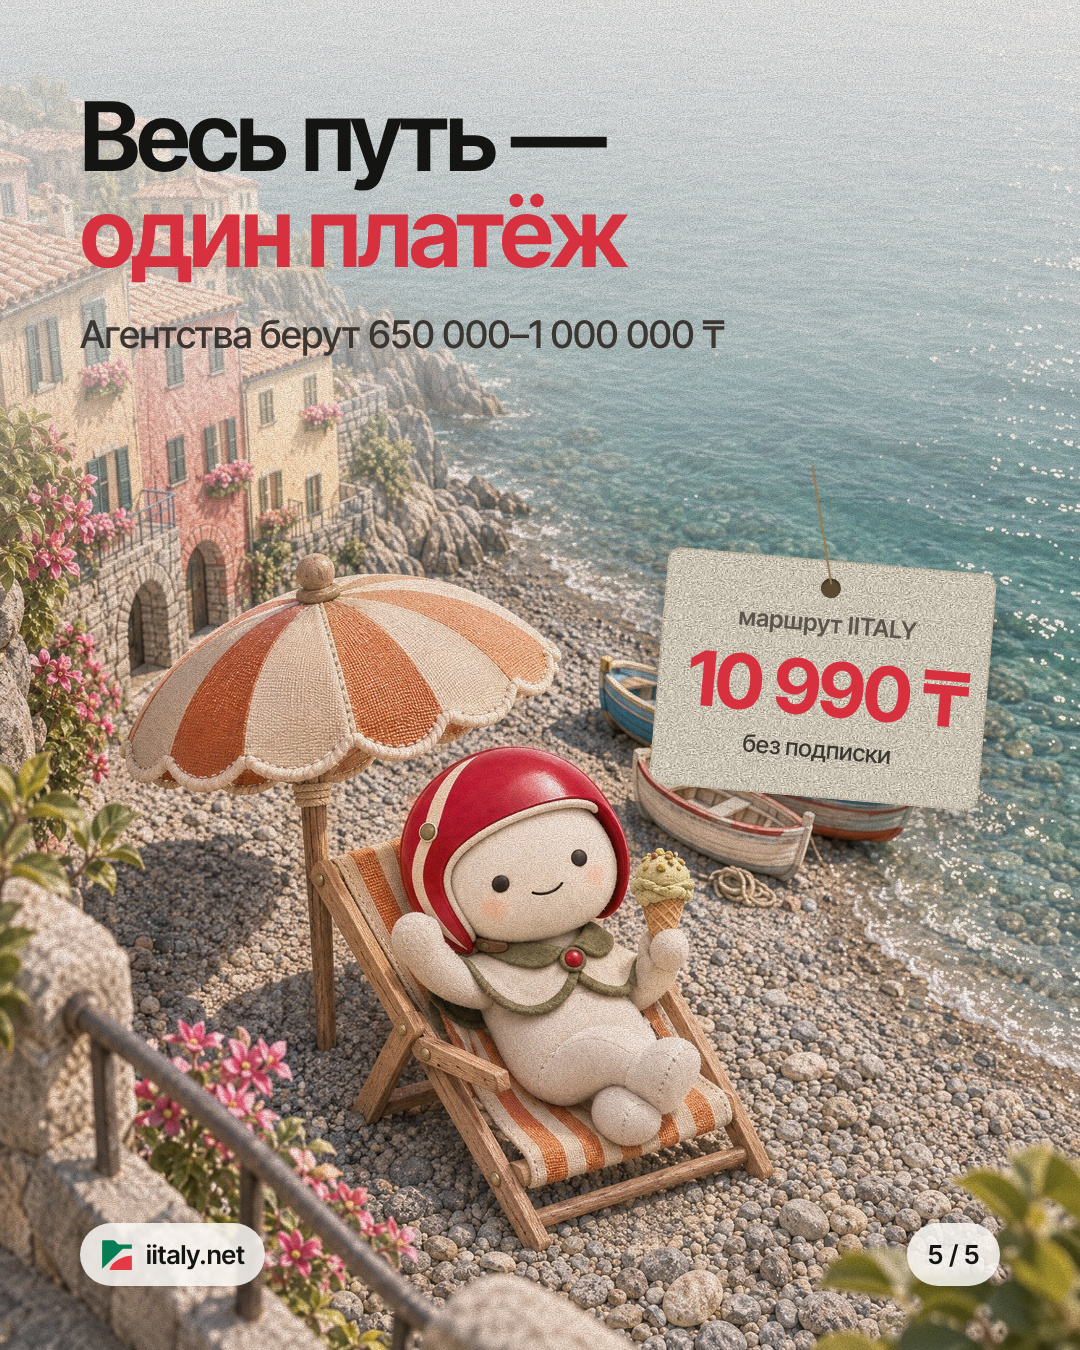 Весь путь —
один платёж
Агентства берут 650 000–1 000 000 ₸
маршрут IITALY
10 990 ₸
без подписки
iitaly.net
5 / 5